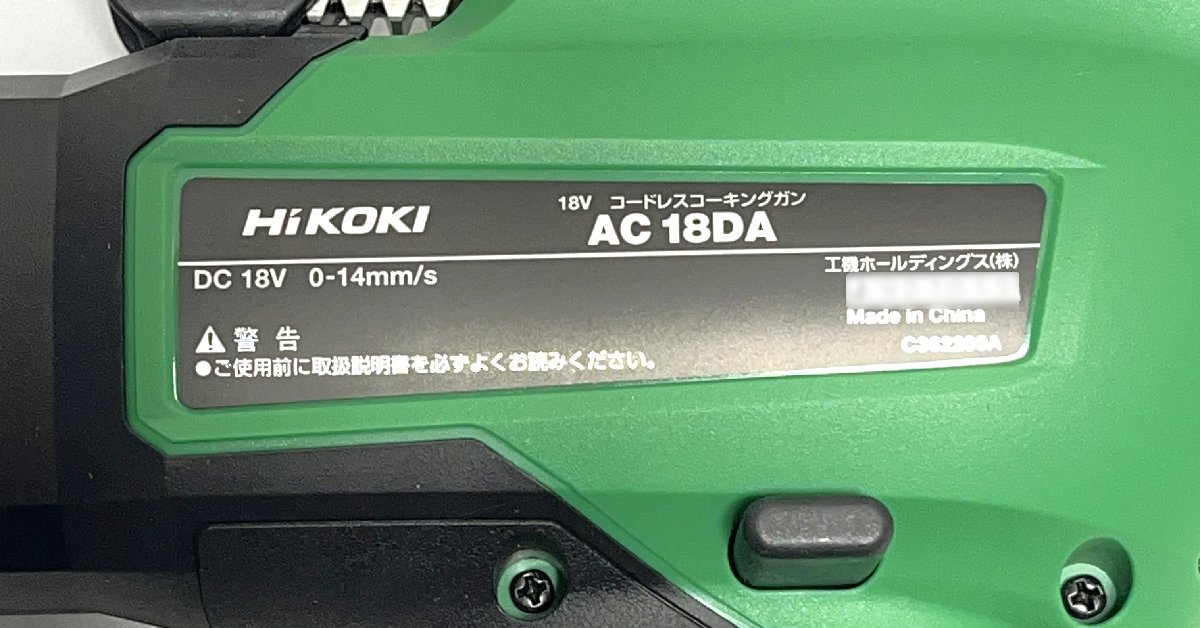 HiKOKI
18V コードレスコーキングガン
AC 18DA
DC 18V 0-14mm/s
工機ホールディングス(株)
Made in China
警告
●ご使用前に取扱説明書を必ずよくお読みください。